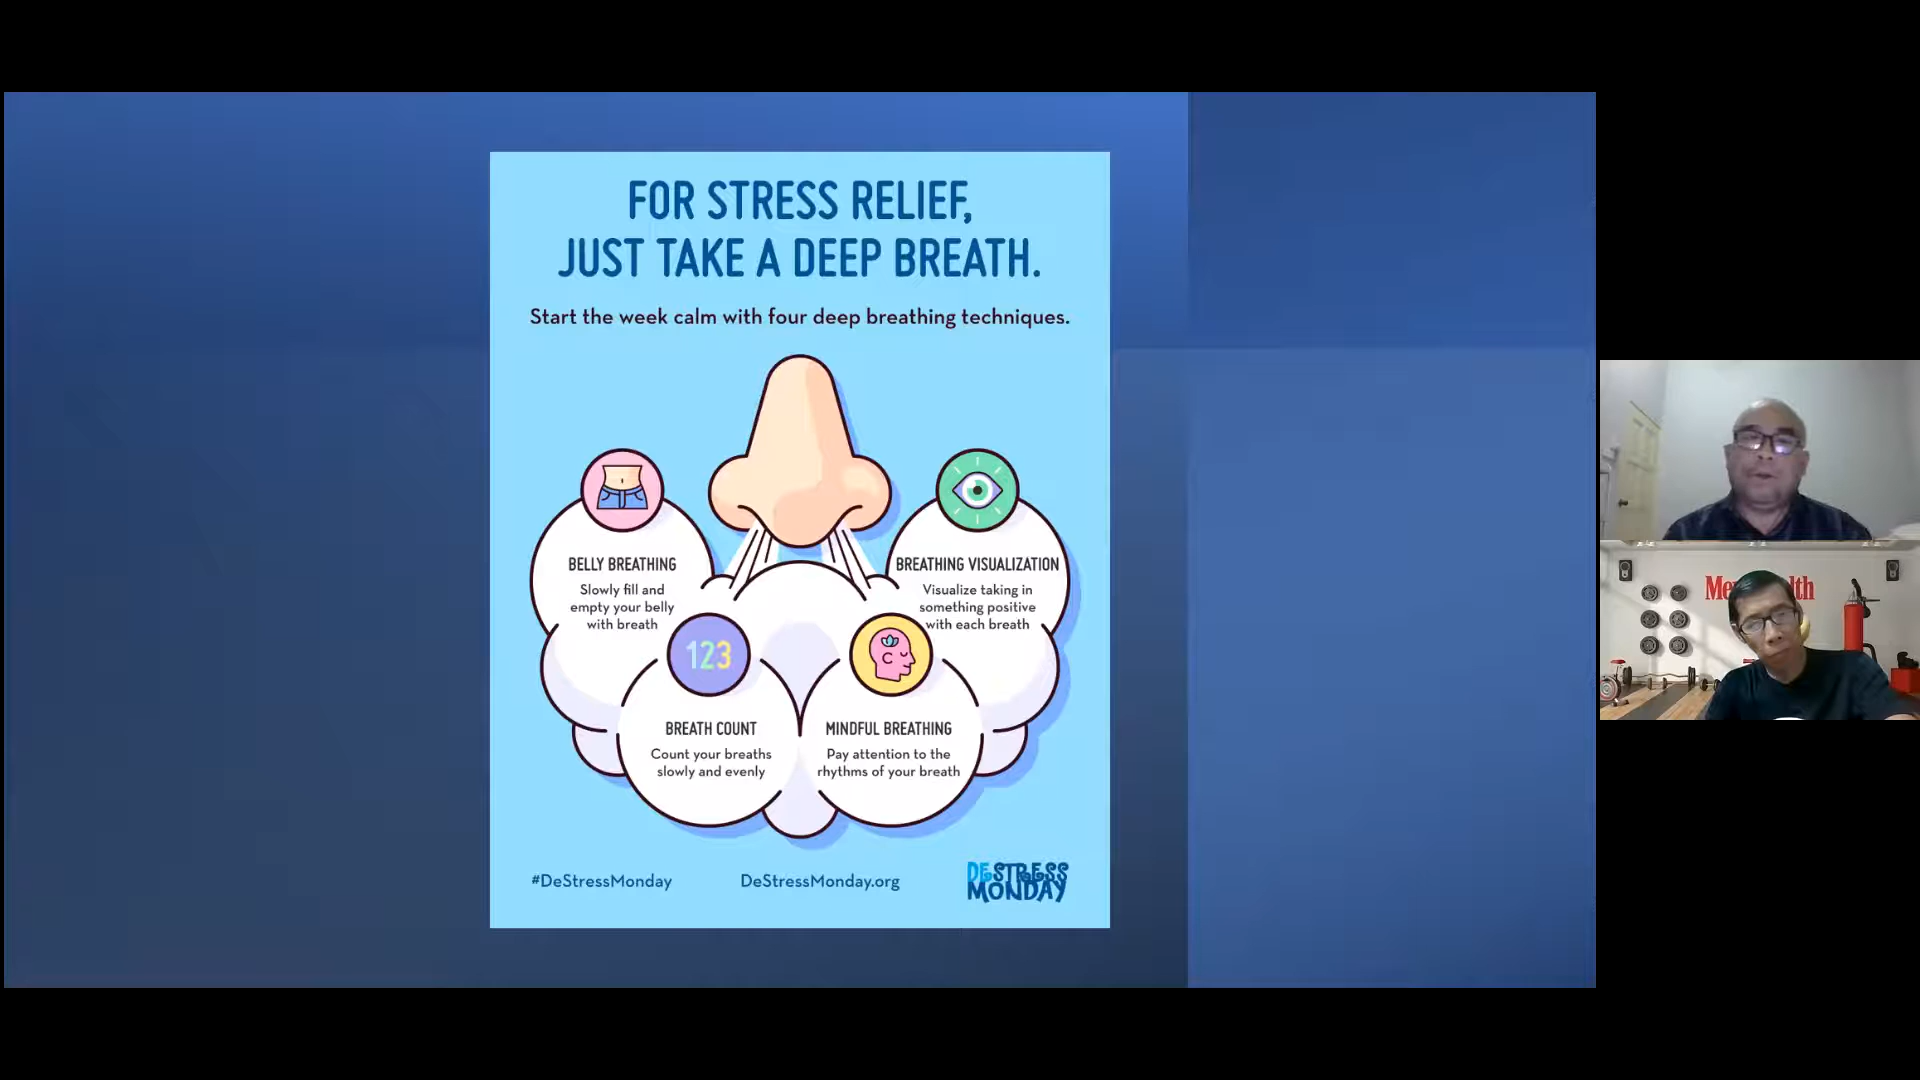 FOR STRESS RELIEF,
JUST TAKE A DEEP BREATH.
Start the week calm with four deep breathing techniques.
BELLY BREATHING
Slowly fill and
empty your belly
with breath
BREATHING VISUALIZATION
Visualize taking in
something positive
with each breath
123
BREATH COUNT
Count your breaths
slowly and evenly
MINDFUL BREATHING
Pay attention to the
rhythms of your breath
#DeStressMonday
DeStressMonday.org
DESTRESS
MONDAY